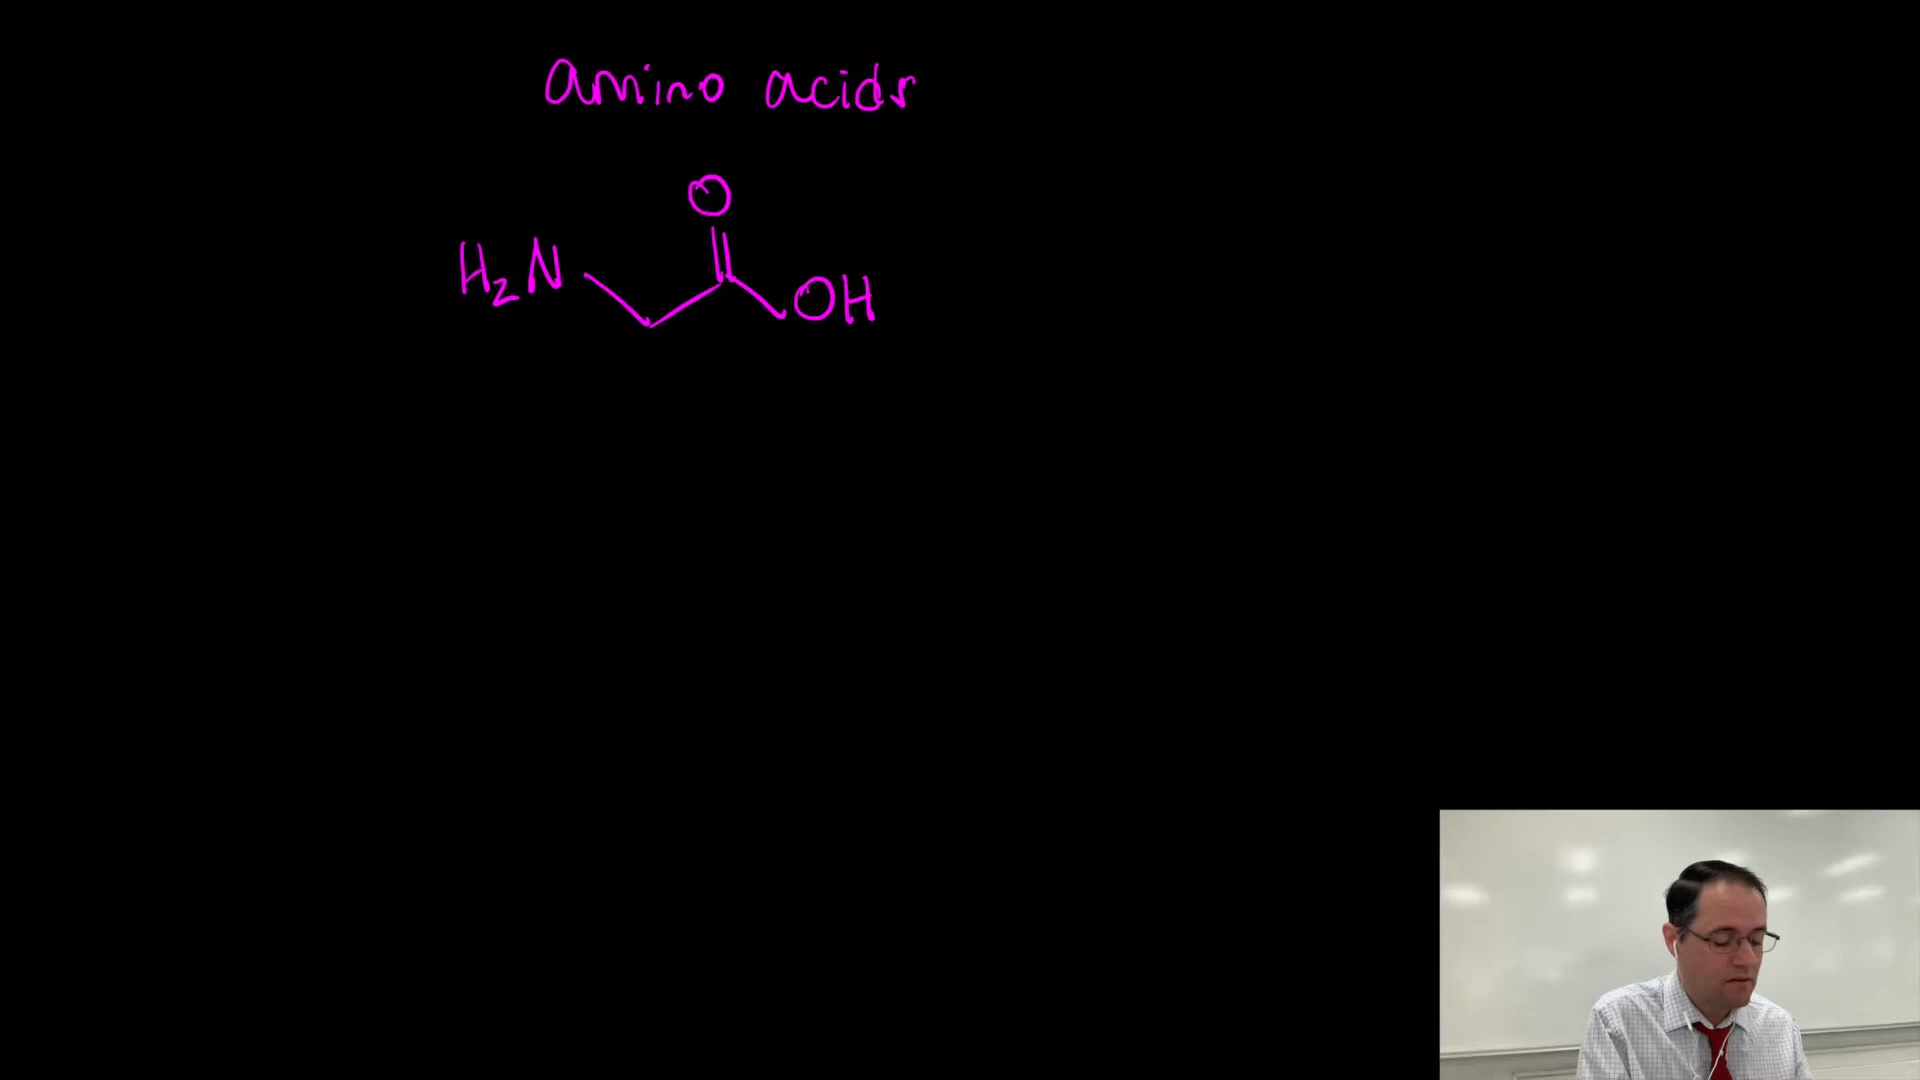 amino acids
O
H₂N OH